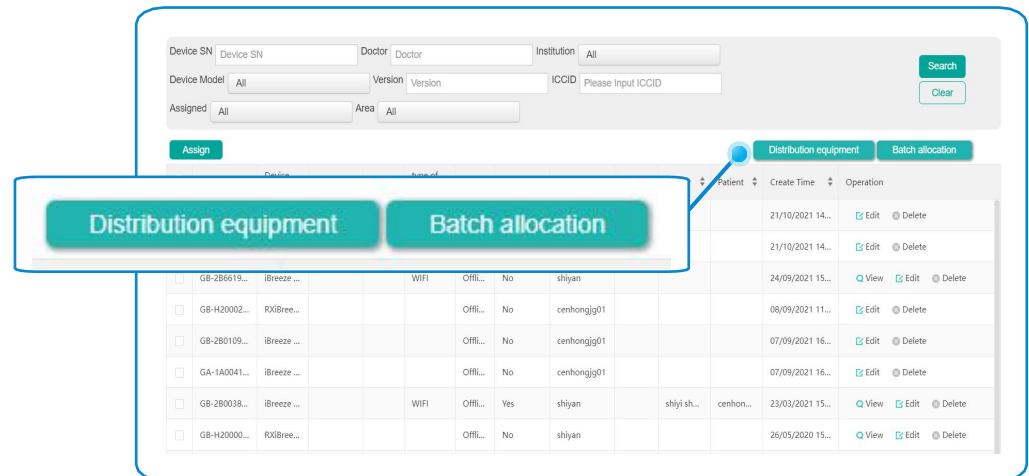 Device SN Device SN Doctor Doctor Institution All
Search
Device Model All Version Version ICCID Please Input ICCID
Clear
Assigned All Area All
Assign Distribution equipment Batch allocation
Patient Create Time Operation
Distribution equipment Batch allocation
21/10/2021 14... Edit Delete
21/10/2021 14... Edit Delete
GB-2B6619... iBreeze ... WIFI Offli... No shiyan 24/09/2021 15... View Edit Delete
GB-H20002... RXiBree... Offli... No cenhongjg01 08/09/2021 11... Edit Delete
GB-2B0109... iBreeze ... Offli... No cenhongjg01 07/09/2021 16... Edit Delete
GA-1A0041... iBreeze ... Offli... No cenhongjg01 07/09/2021 16... Edit Delete
GB-2B0038... iBreeze ... WIFI Offli... Yes shiyan shiyi sh... cenhon... 23/03/2021 15... View Edit Delete
GB-H20000... RXiBree... Offli... No shiyan 26/05/2020 15... View Edit Delete